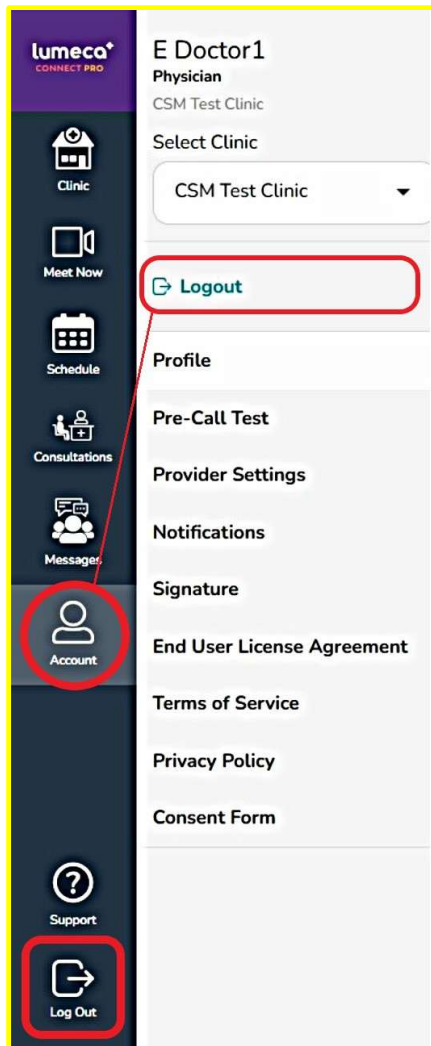 lumeca+
CONNECT PRO
Clinic
Meet Now
Schedule
Consultations
Messages
Account
Support
Log Out
E Doctor1
Physician
CSM Test Clinic
Select Clinic
CSM Test Clinic
Logout
Profile
Pre-Call Test
Provider Settings
Notifications
Signature
End User License Agreement
Terms of Service
Privacy Policy
Consent Form